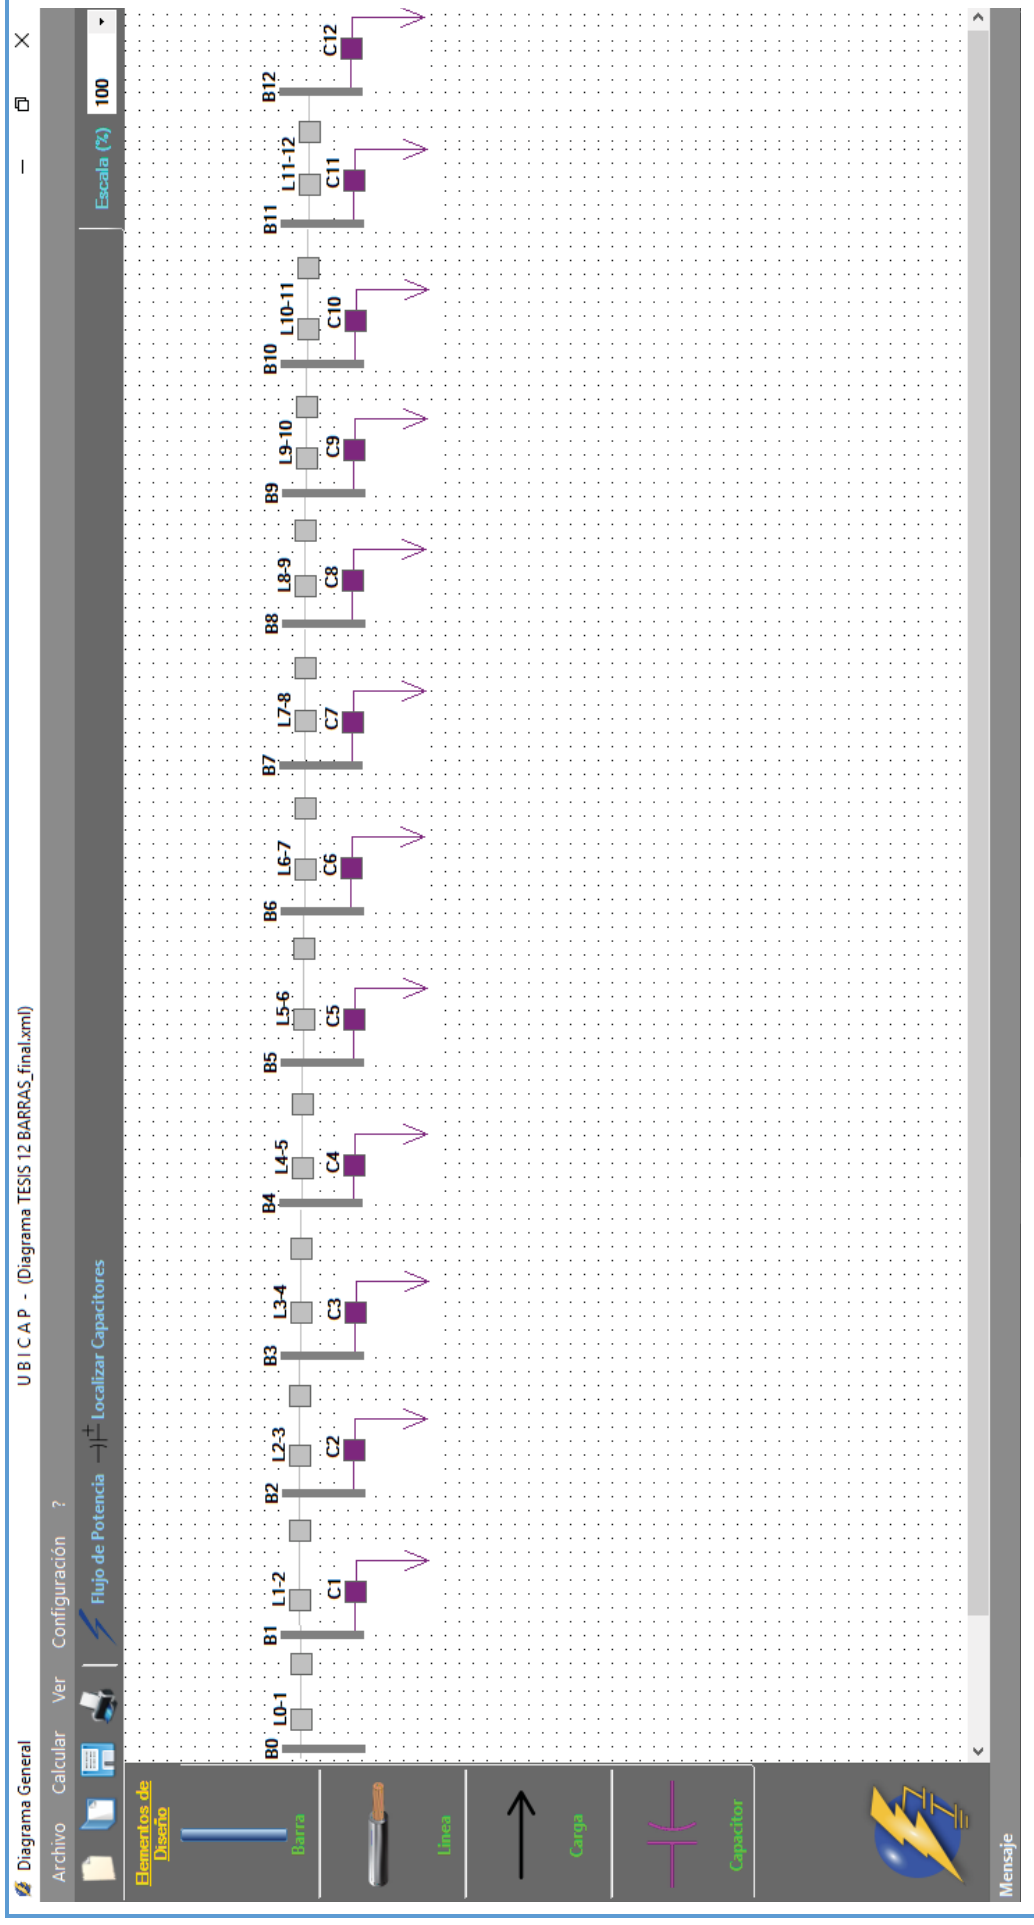 Diagrama General
U B I C A P - (Diagrama TESIS 12 BARRAS_final.xml)
Archivo Calcular Ver Configuración ?
Flujo de Potencia Localizar Capacitores Escala (%) 100
Elementos de
Diseño
Barra
Línea
Carga
Capacitor
B0 B1 B2 B3 B4 B5 B6 B7 B8 B9 B10 B11 B12
L0-1 L1-2 L2-3 L3-4 L4-5 L5-6 L6-7 L7-8 L8-9 L9-10 L10-11 L11-12
C1 C2 C3 C4 C5 C6 C7 C8 C9 C10 C11 C12
Mensaje